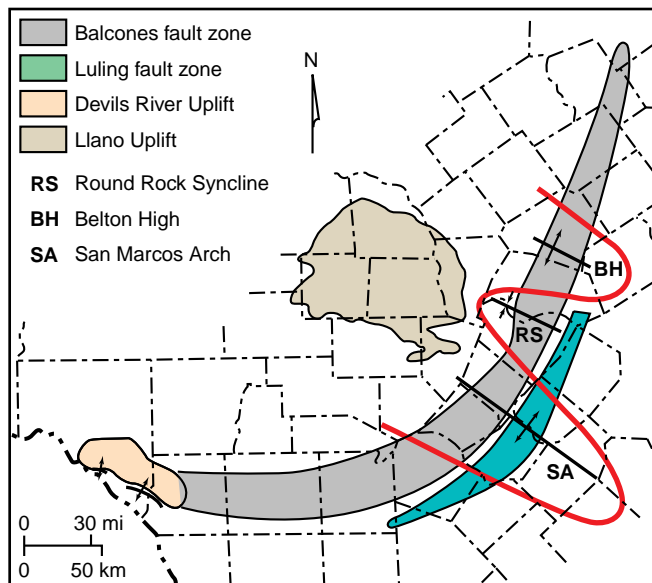 Balcones fault zone
Luling fault zone
Devils River Uplift
Llano Uplift
RS Round Rock Syncline
BH Belton High
SA San Marcos Arch
N
BH
RS
SA
0 30 mi
0 50 km